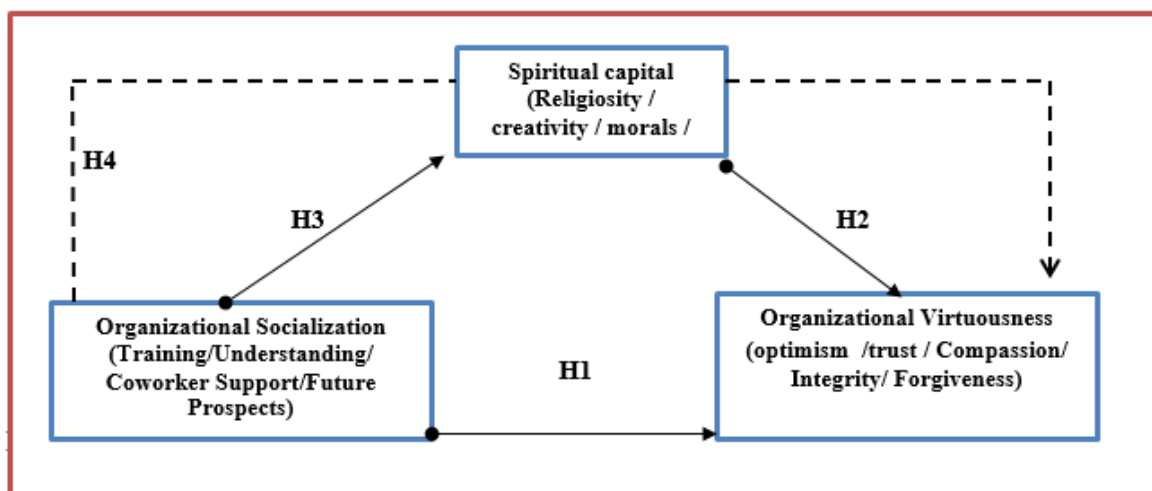 Spiritual capital
(Religiosity /
creativity / morals /
H4
H3
H2
Organizational Socialization
(Training/Understanding/
Coworker Support/Future
Prospects)
H1
Organizational Virtuousness
(optimism /trust / Compassion/
Integrity/ Forgiveness)